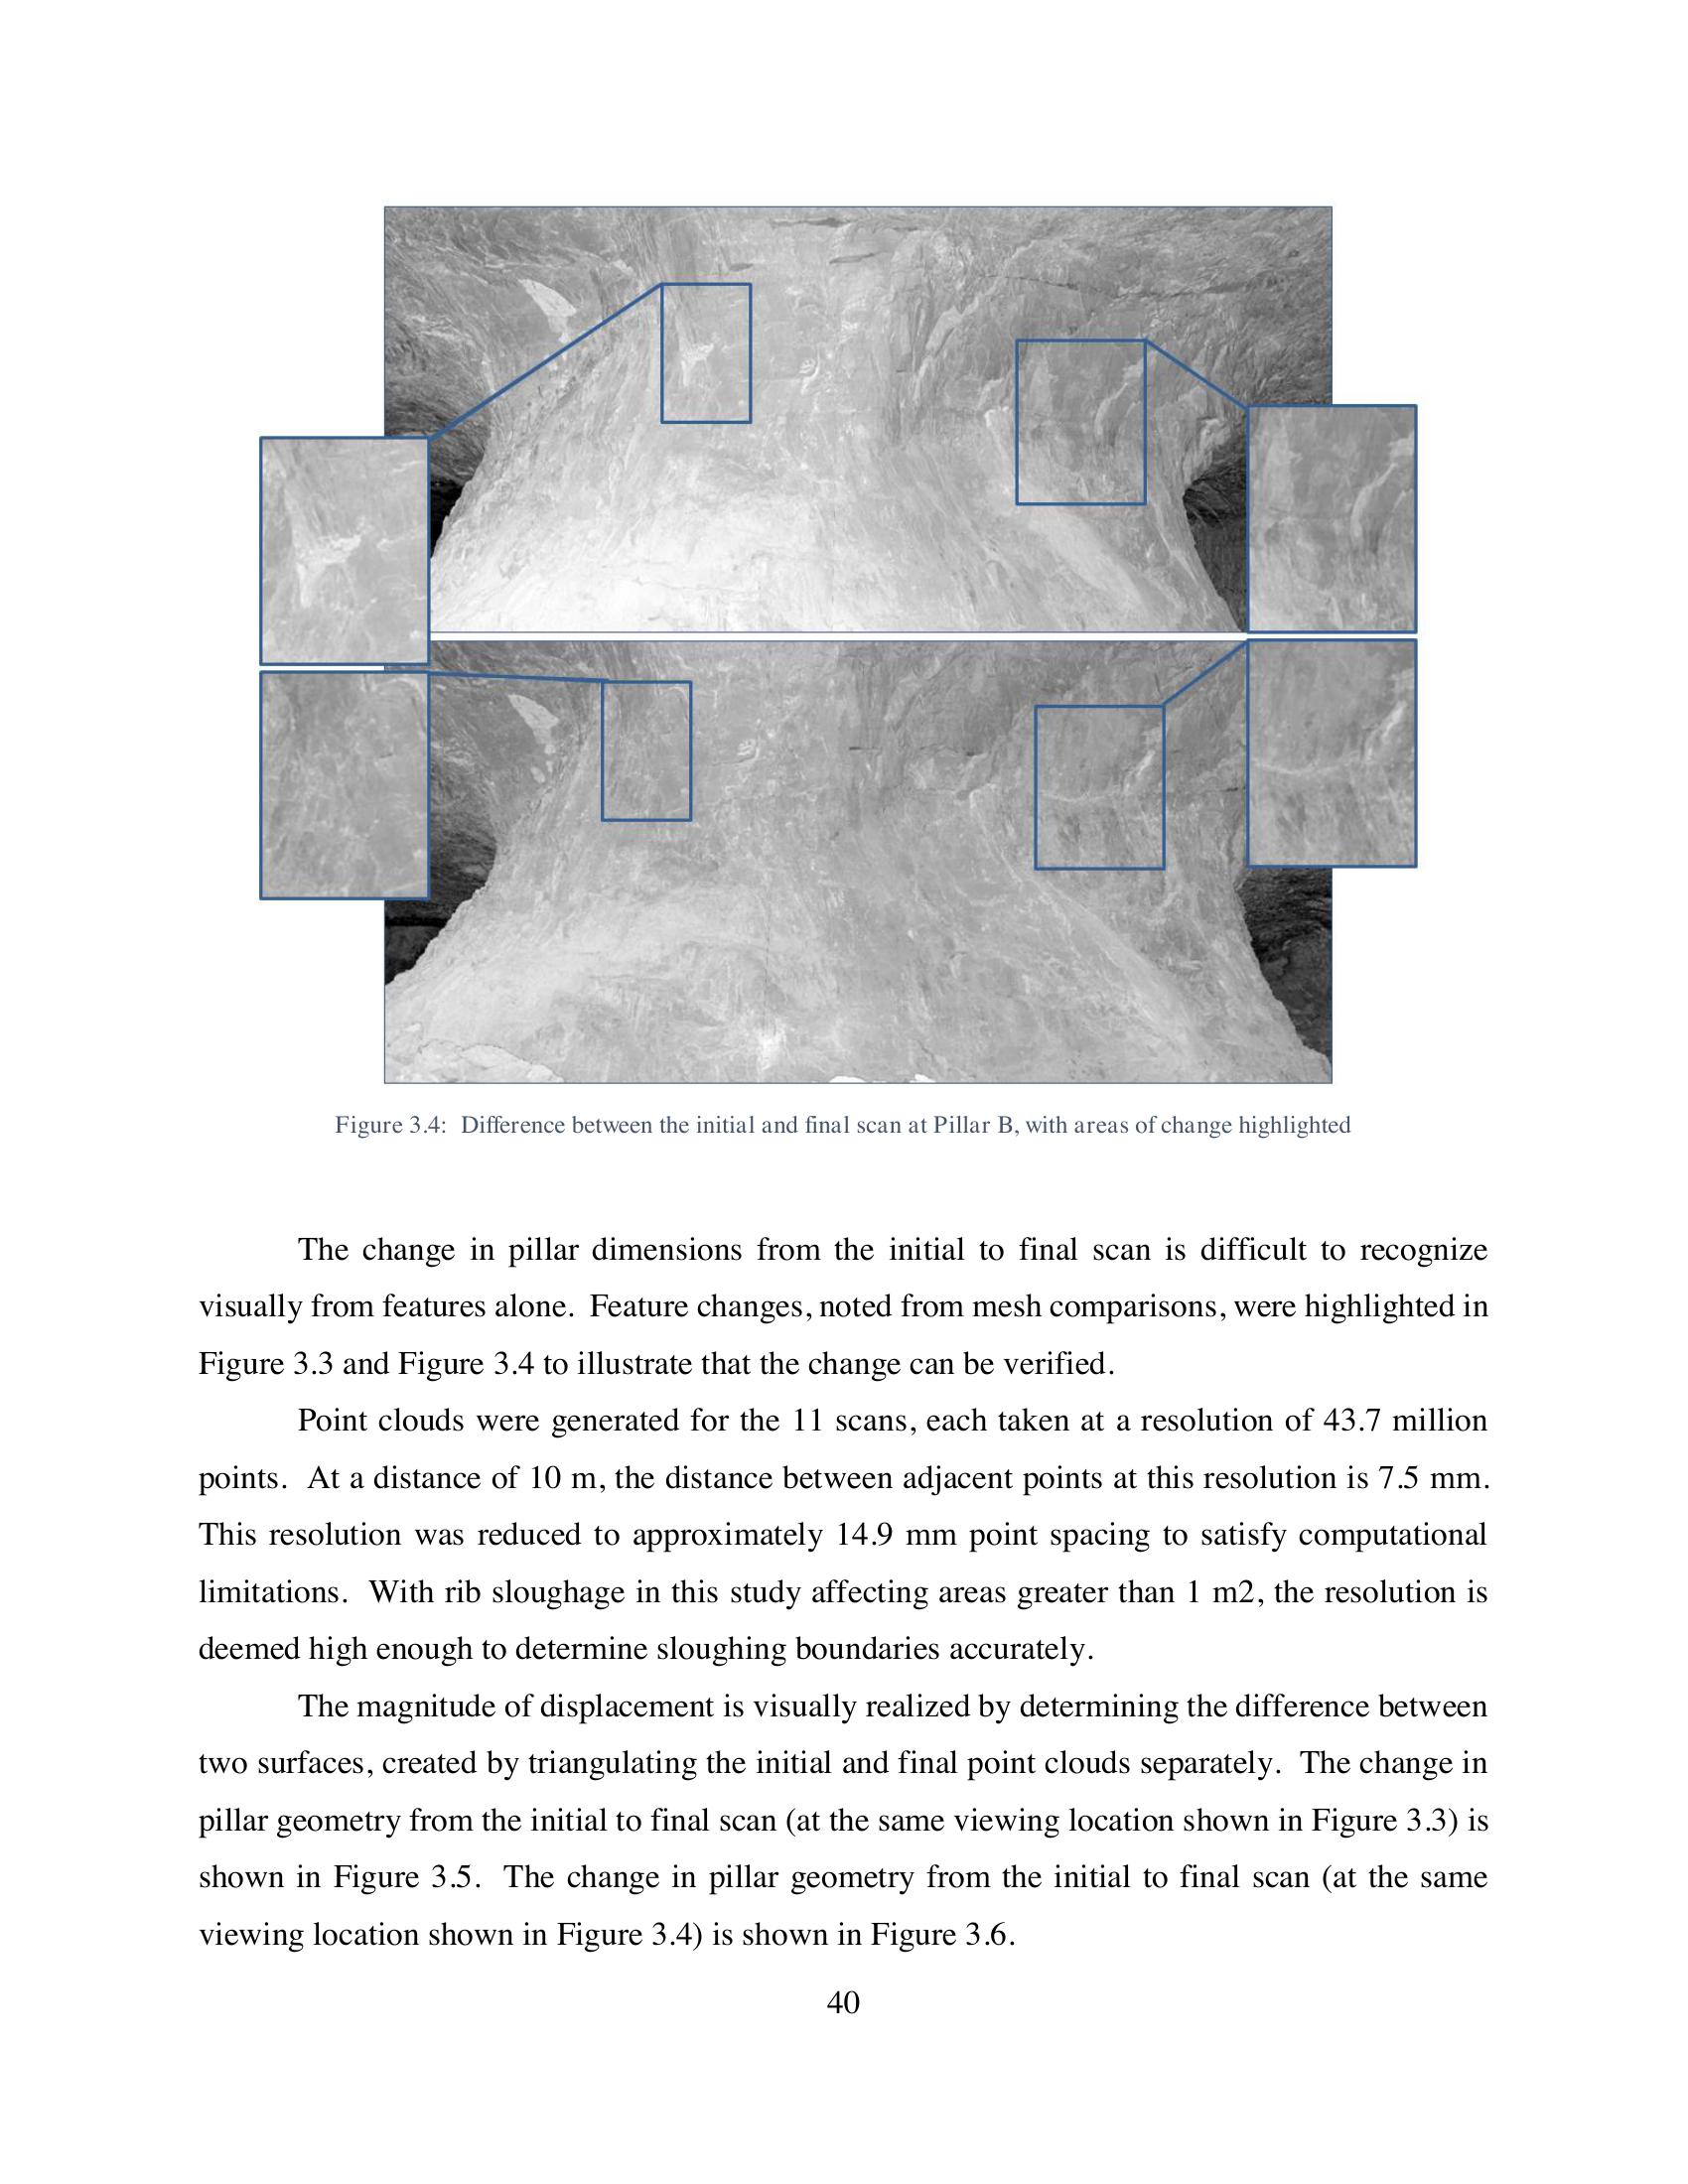 Figure 3.4:  Difference between the initial and final scan at Pillar B, with areas of change highlighted
The change in pillar dimensions from the initial to final scan is difficult to recognize
visually from features alone.  Feature changes, noted from mesh comparisons, were highlighted in
Figure 3.3 and Figure 3.4 to illustrate that the change can be verified.
Point clouds were generated for the 11 scans, each taken at a resolution of 43.7 million
points.  At a distance of 10 m, the distance between adjacent points at this resolution is 7.5 mm.
This resolution was reduced to approximately 14.9 mm point spacing to satisfy computational
limitations.  With rib sloughage in this study affecting areas greater than 1 m2, the resolution is
deemed high enough to determine sloughing boundaries accurately.
The magnitude of displacement is visually realized by determining the difference between
two surfaces, created by triangulating the initial and final point clouds separately.  The change in
pillar geometry from the initial to final scan (at the same viewing location shown in Figure 3.3) is
shown in Figure 3.5.  The change in pillar geometry from the initial to final scan (at the same
viewing location shown in Figure 3.4) is shown in Figure 3.6.
40